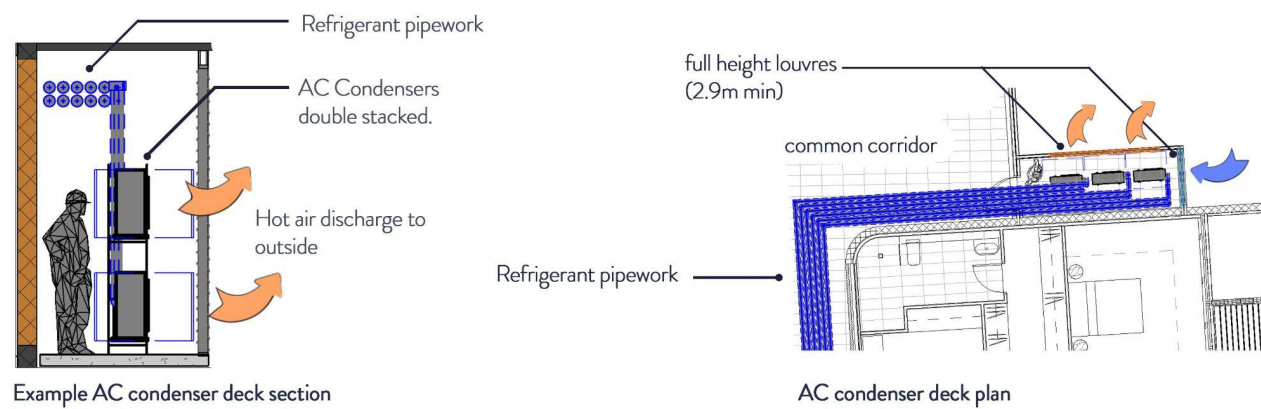 Refrigerant pipework
AC Condensers
double stacked.
Hot air discharge to
outside
Example AC condenser deck section
full height louvres
(2.9m min)
common corridor
Refrigerant pipework
AC condenser deck plan